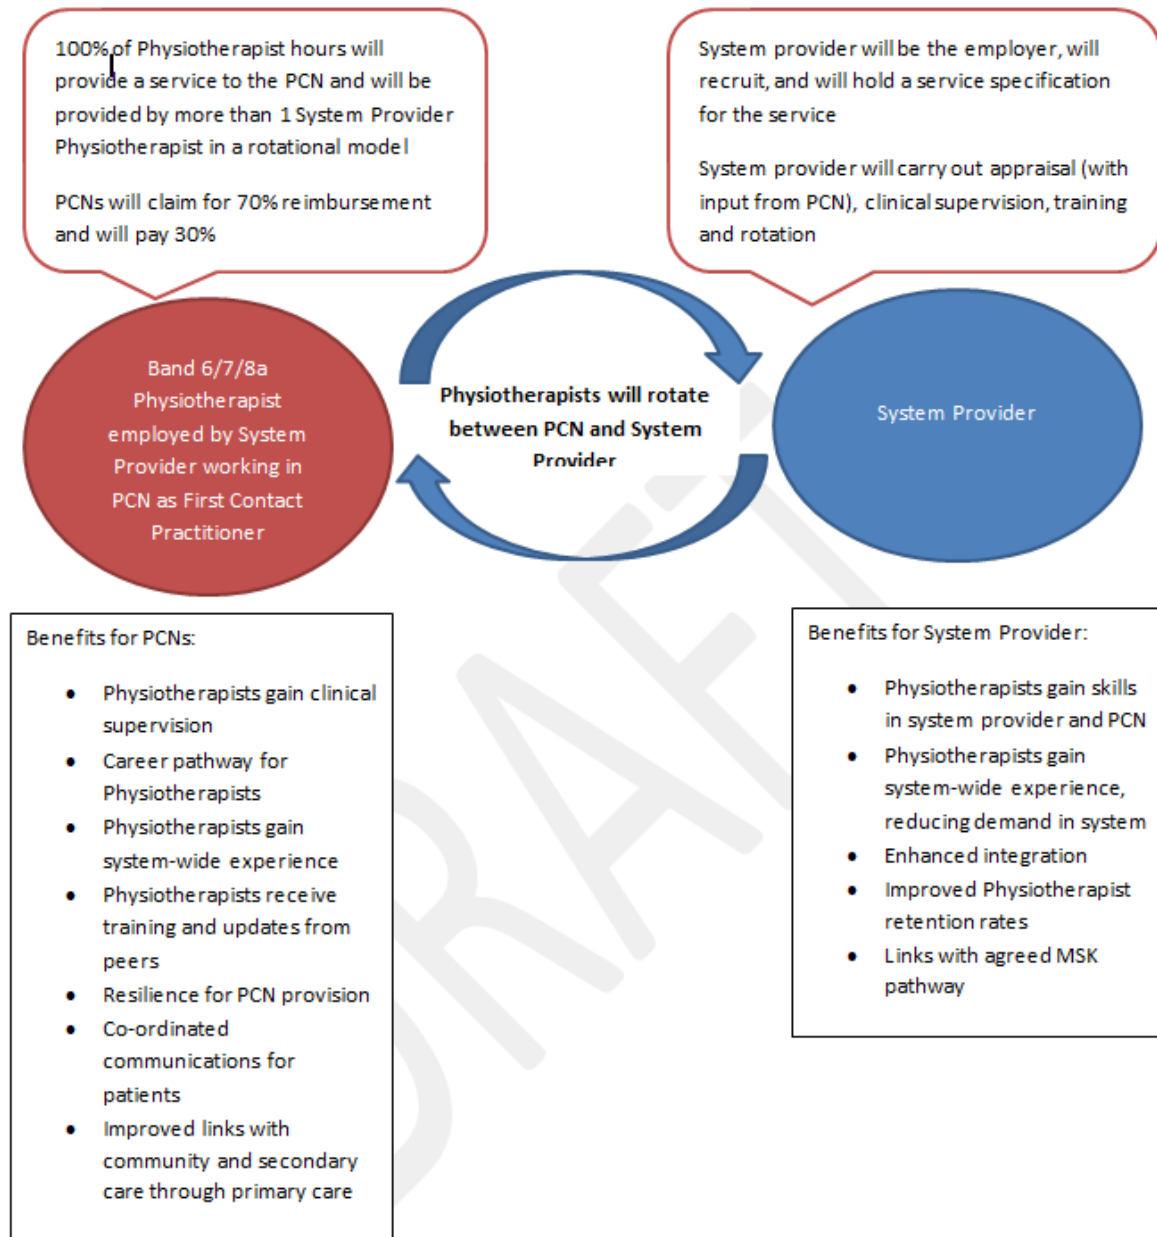 100% of Physiotherapist hours will
provide a service to the PCN and will be
provided by more than 1 System Provider
Physiotherapist in a rotational model
PCNs will claim for 70% reimbursement
and will pay 30%
System provider will be the employer, will
recruit, and will hold a service specification
for the service
System provider will carry out appraisal (with
input from PCN), clinical supervision, training
and rotation
Band 6/7/8a
Physiotherapist
employed by System
Provider working in
PCN as First Contact
Practitioner
Physiotherapists will rotate
between PCN and System
Provider
System Provider
Benefits for PCNs:
• Physiotherapists gain clinical
supervision
• Career pathway for
Physiotherapists
• Physiotherapists gain
system-wide experience
• Physiotherapists receive
training and updates from
peers
• Resilience for PCN provision
• Co-ordinated
communications for
patients
• Improved links with
community and secondary
care through primary care
Benefits for System Provider:
• Physiotherapists gain skills
in system provider and PCN
• Physiotherapists gain
system-wide experience,
reducing demand in system
• Enhanced integration
• Improved Physiotherapist
retention rates
• Links with agreed MSK
pathway
DRAFT